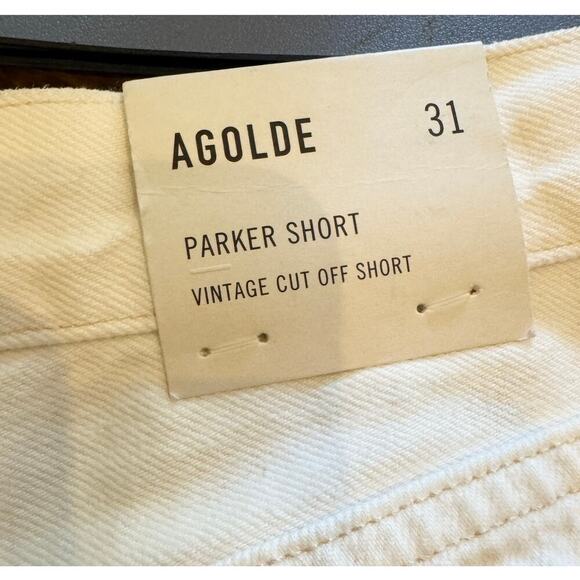 AGOLDE 31
PARKER SHORT
VINTAGE CUT OFF SHORT